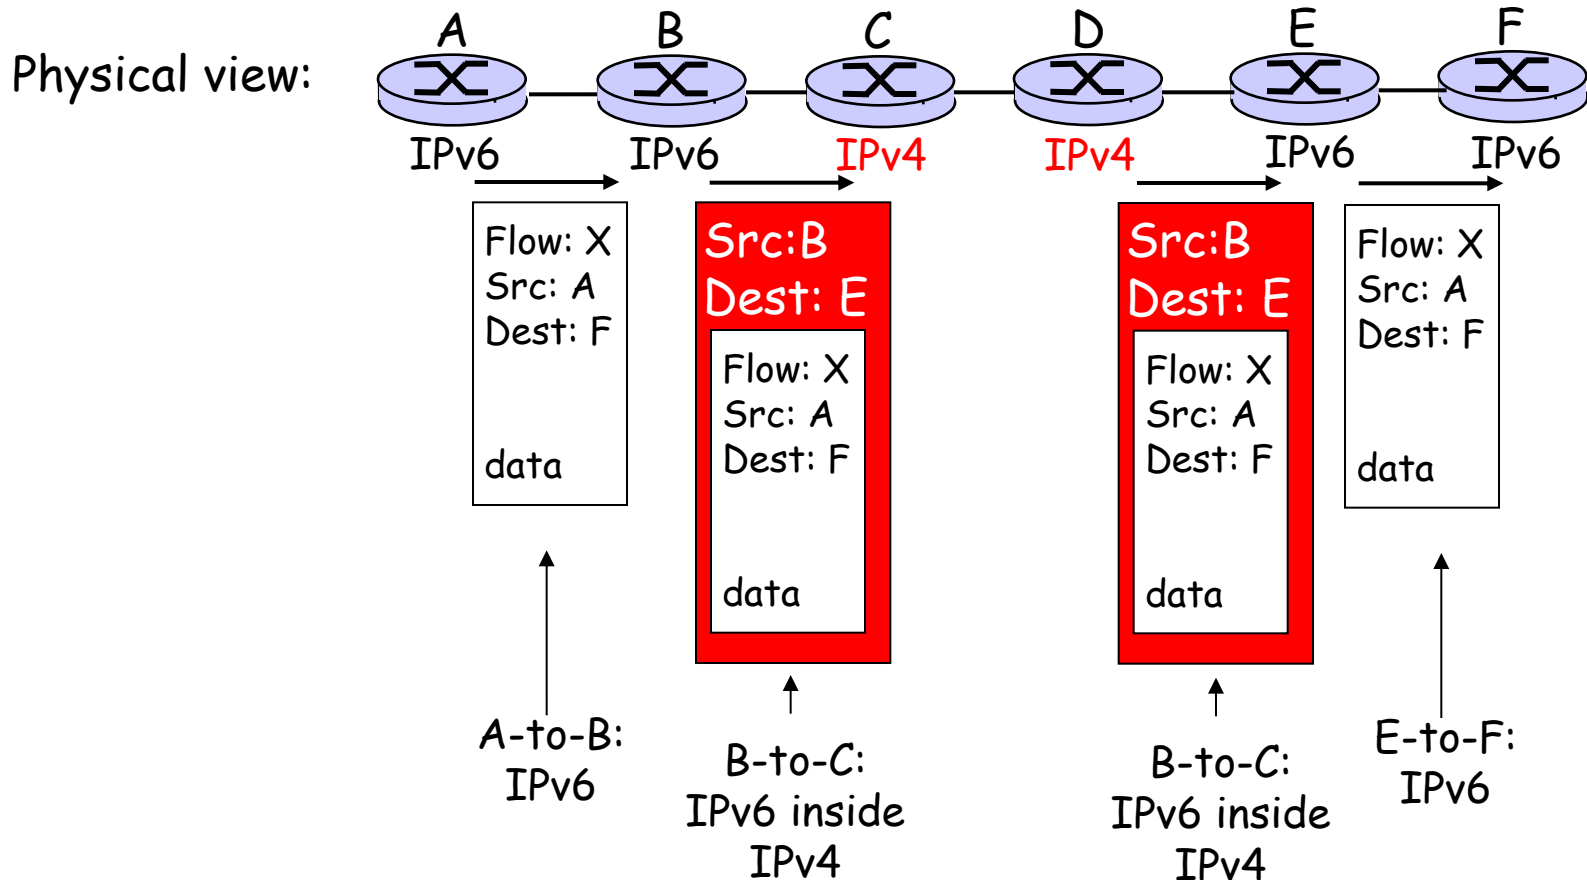 Physical view:
A
B
C
D
E
F
IPv6
IPv6
IPv4
IPv4
IPv6
IPv6
Flow: X
Src: A
Dest: F
data
Src:B
Dest: E
Flow: X
Src: A
Dest: F
data
Src:B
Dest: E
Flow: X
Src: A
Dest: F
data
Flow: X
Src: A
Dest: F
data
A-to-B:
IPv6
B-to-C:
IPv6 inside
IPv4
B-to-C:
IPv6 inside
IPv4
E-to-F:
IPv6